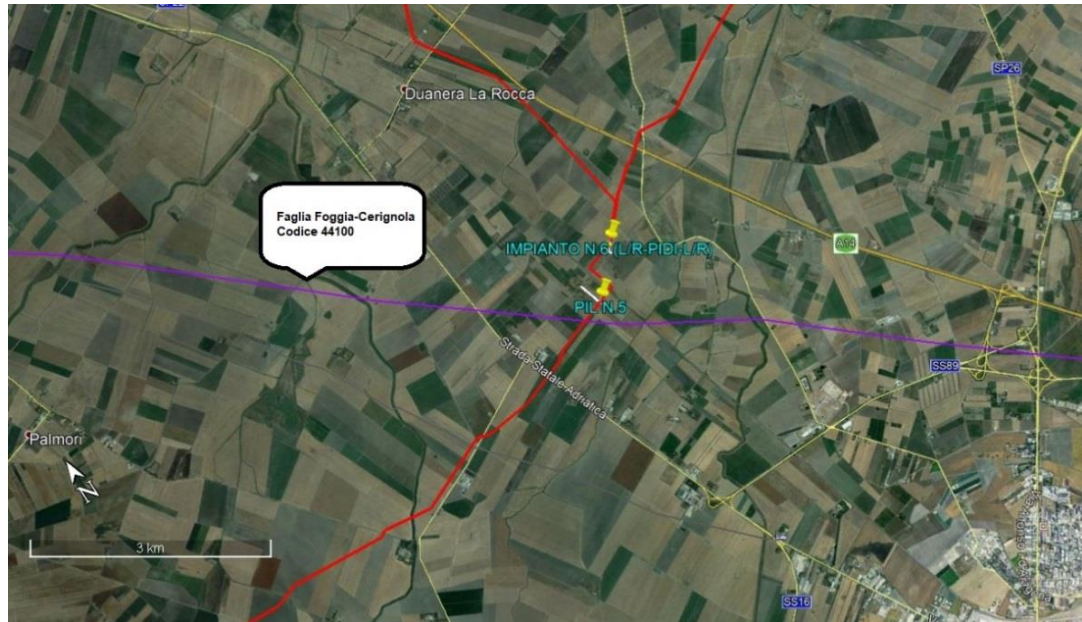 SP26
Duanera La Rocca
Faglia Foggia-Cerignola
Codice 44100
IMPIANTO N.6 (L/R-PIDI-L/R)
A14
PIL N.5
Strada Statale Adriatica
SS89
Palmori
N
3 km
SS16